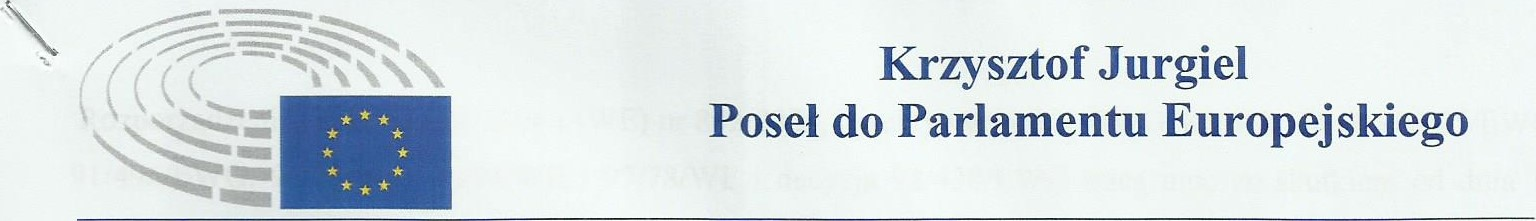 Krzysztof Jurgiel
Poseł do Parlamentu Europejskiego